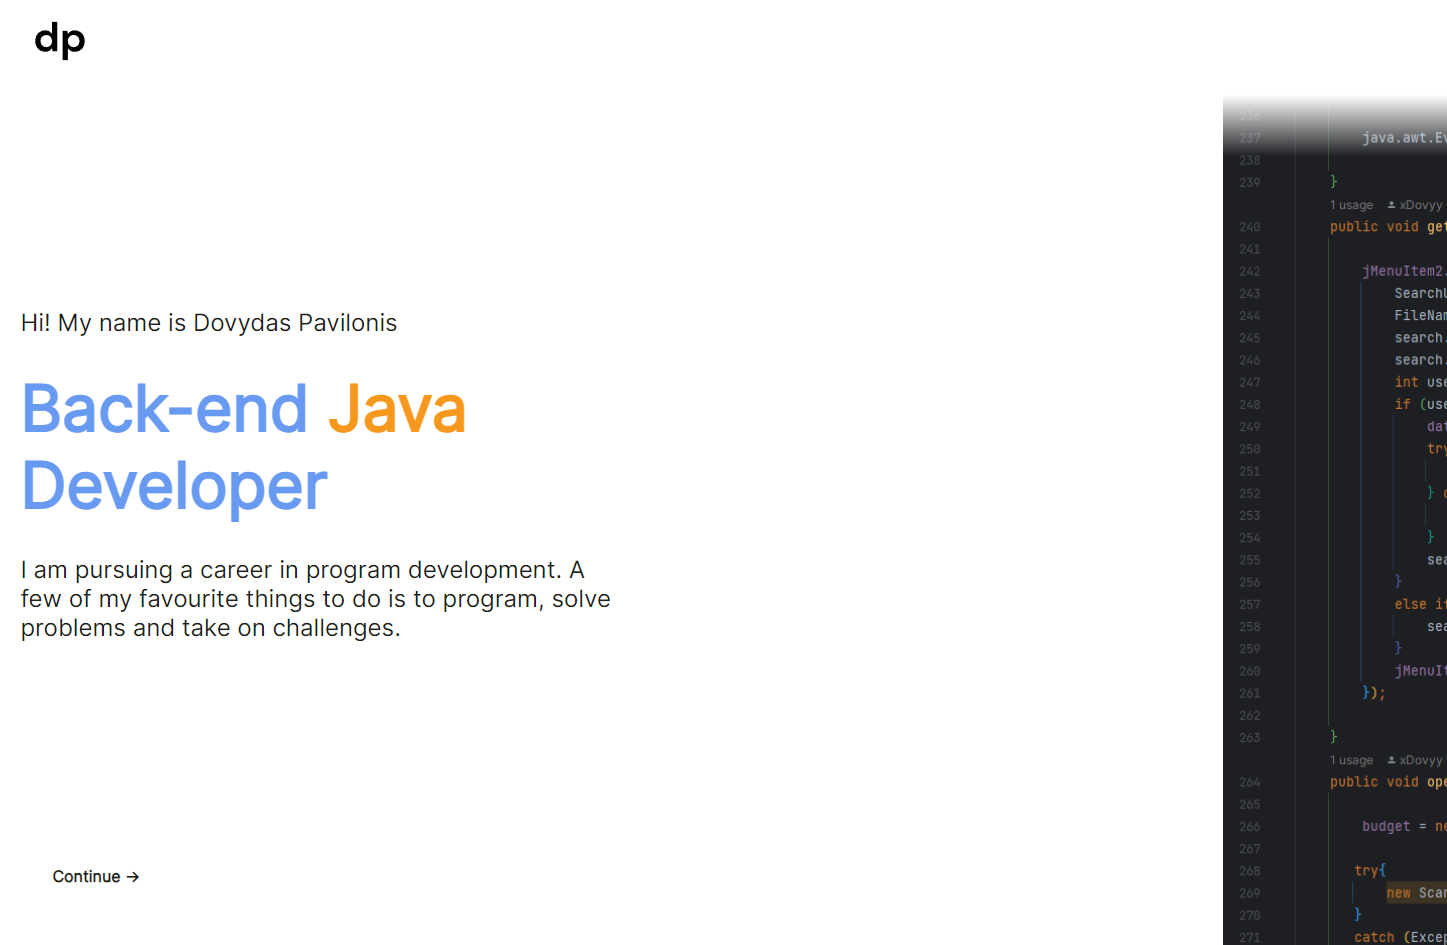 dp
Hi! My name is Dovydas Pavilonis
Back-end Java
Developer
I am pursuing a career in program development. A
few of my favourite things to do is to program, solve
problems and take on challenges.
Continue →
236
237 java.awt.Ev
238
239 }
1 usage xDovyy
240 public void get
241
242 jMenuItem2.
243 SearchU
244 FileNam
245 search.
246 search.
247 int use
248 if (use
249 dat
250 try
251
252 } c
253
254 }
255 sea
256 }
257 else if
258 sea
259 }
260 jMenuIt
261 });
262
263 }
1 usage xDovyy
264 public void ope
265
266 budget = ne
267
268 try{
269 new Scan
270 }
271 catch (Excep